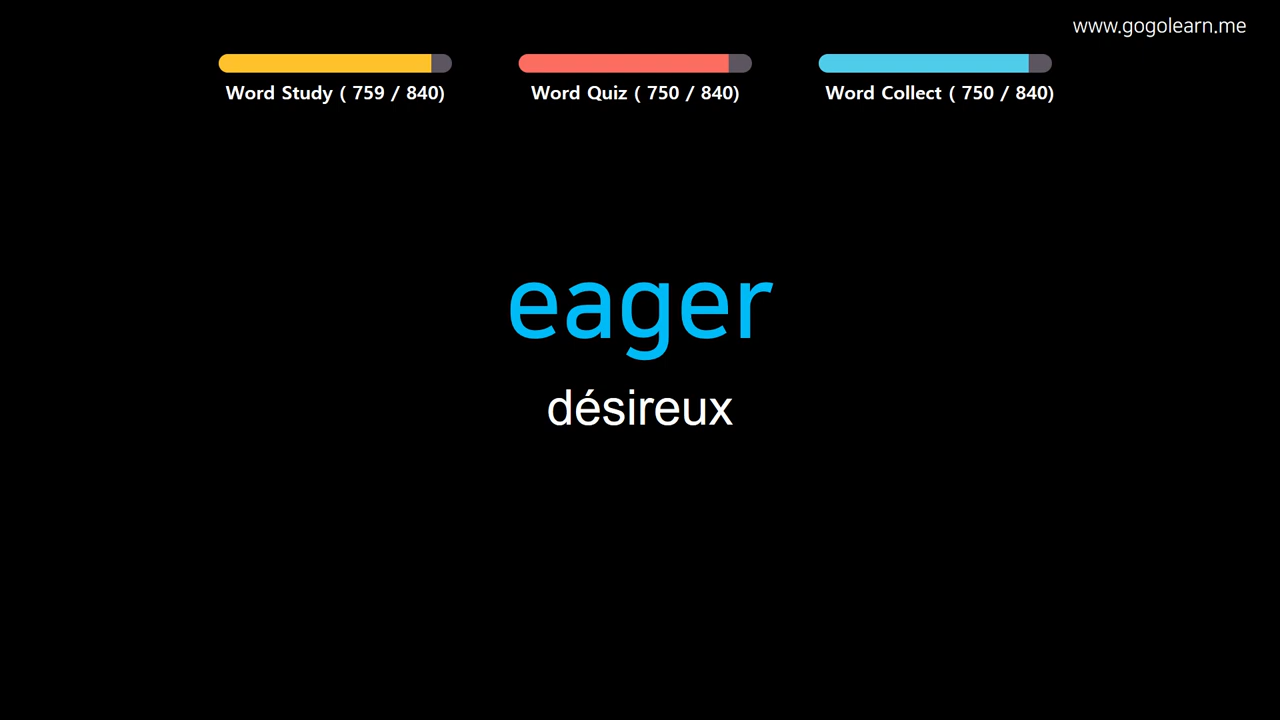 www.gogolearn.me
Word Study ( 759 / 840)
Word Quiz ( 750 / 840)
Word Collect ( 750 / 840)
eager
désireux